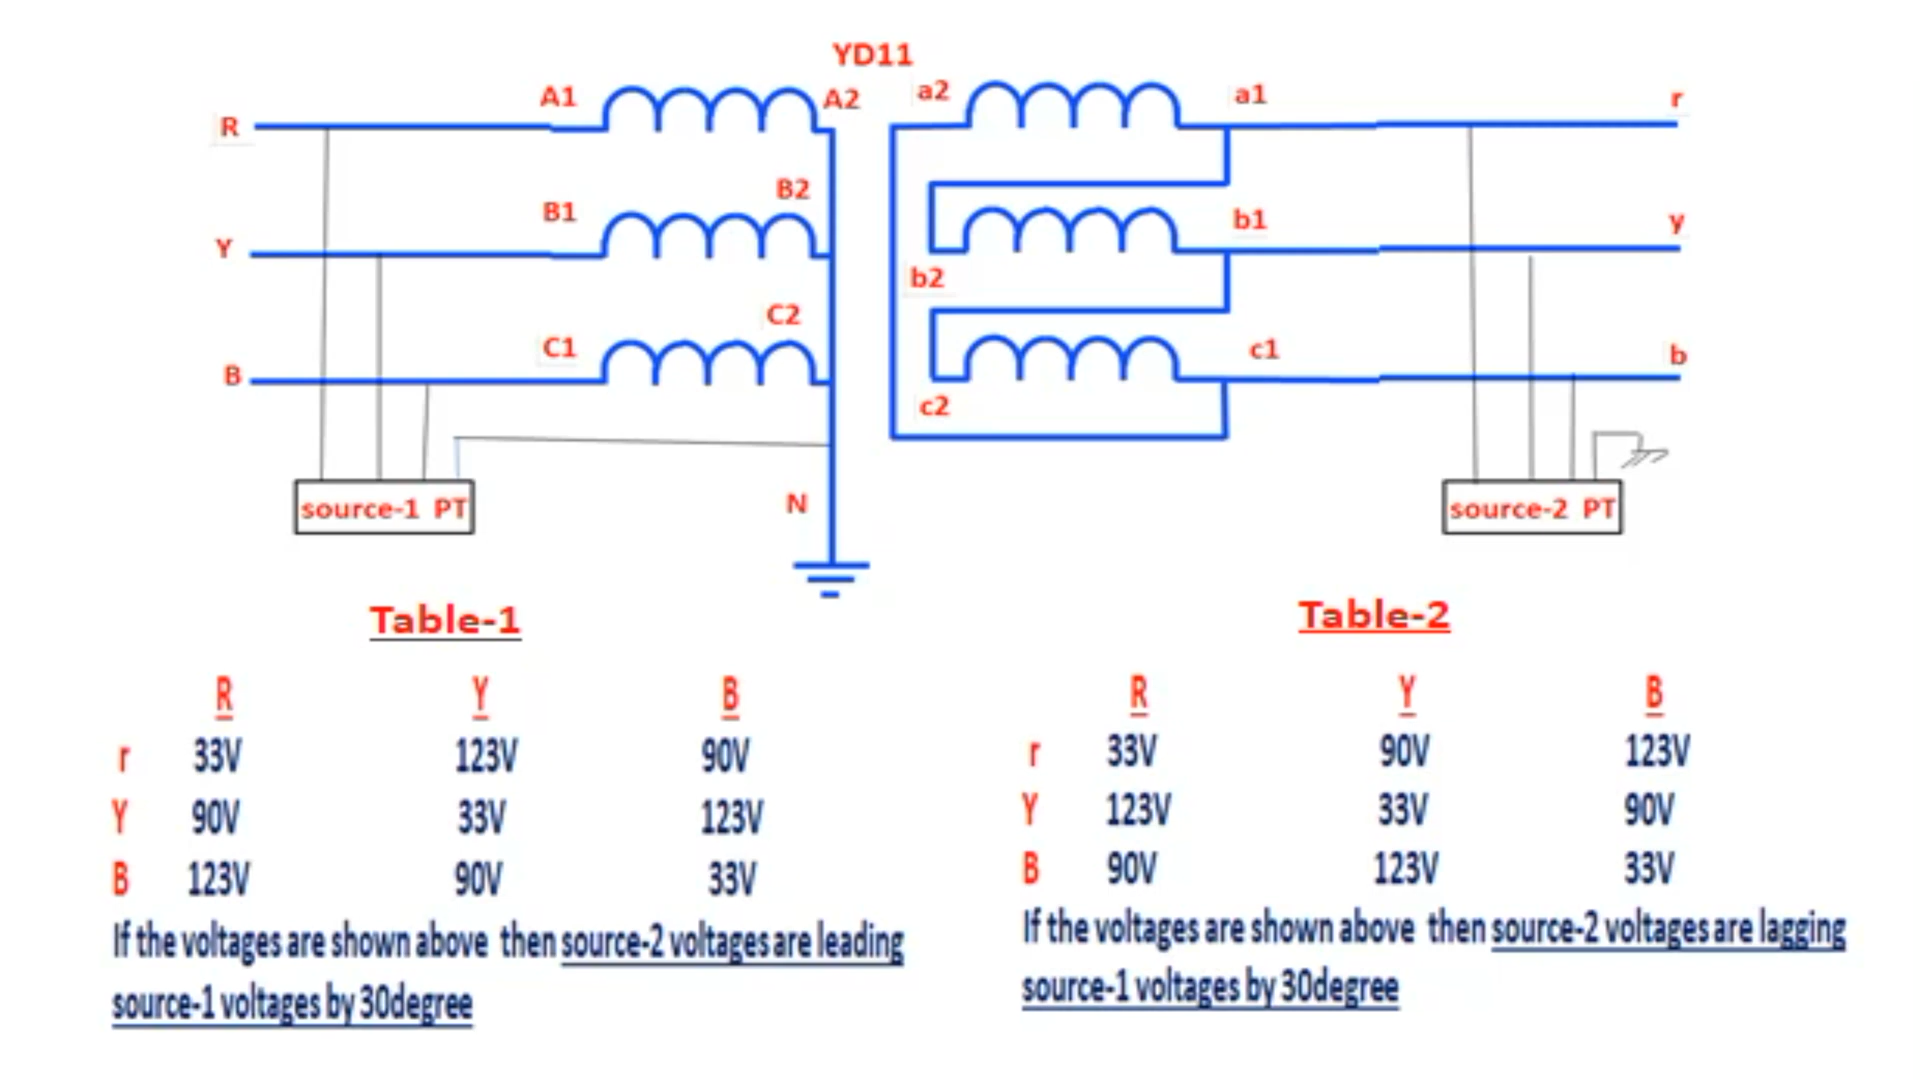 YD11
A1
A2
a2
a1
r
R
B2
B1
b1
y
Y
b2
C2
C1
c1
b
B
c2
source-1 PT
N
source-2 PT
Table-1
Table-2
R Y B
r 33V 123V 90V
Y 90V 33V 123V
B 123V 90V 33V
If the voltages are shown above then source-2 voltages are leading
source-1 voltages by 30degree
R Y B
r 33V 90V 123V
Y 123V 33V 90V
B 90V 123V 33V
If the voltages are shown above then source-2 voltages are lagging
source-1 voltages by 30degree